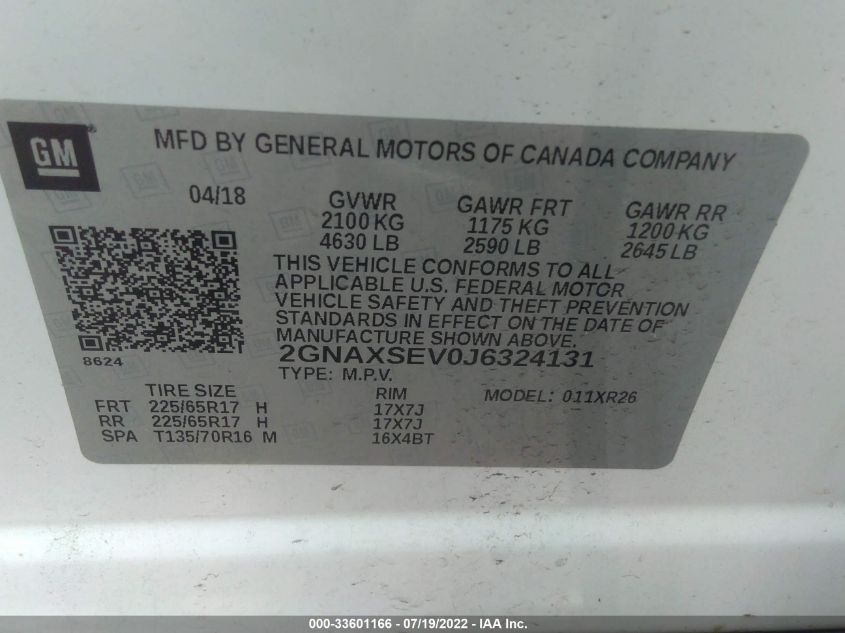 GM
MFD BY GENERAL MOTORS OF CANADA COMPANY
04/18
GVWR
2100 KG
4630 LB
GAWR FRT
1175 KG
2590 LB
GAWR RR
1200 KG
2645 LB
THIS VEHICLE CONFORMS TO ALL
APPLICABLE U.S. FEDERAL MOTOR
VEHICLE SAFETY AND THEFT PREVENTION
STANDARDS IN EFFECT ON THE DATE OF
MANUFACTURE SHOWN ABOVE.
8624
2GNAXSEV0J6324131
TYPE: M.P.V.
TIRE SIZE RIM MODEL: 011XR26
FRT 225/65R17 H 17X7J
RR 225/65R17 H 17X7J
SPA T135/70R16 M 16X4BT
000-33601166 - 07/19/2022 - IAA Inc.